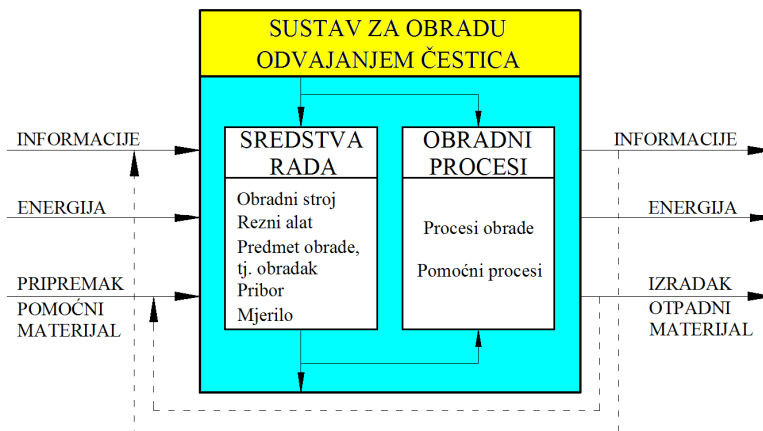 SUSTAV ZA OBRADU
ODVAJANJEM ČESTICA
INFORMACIJE
ENERGIJA
PRIPREMAK
POMOĆNI
MATERIJAL
SREDSTVA
RADA
Obradni stroj
Rezni alat
Predmet obrade,
tj. obradak
Pribor
Mjerilo
OBRADNI
PROCESI
Procesi obrade
Pomoćni procesi
INFORMACIJE
ENERGIJA
IZRADAK
OTPADNI
MATERIJAL